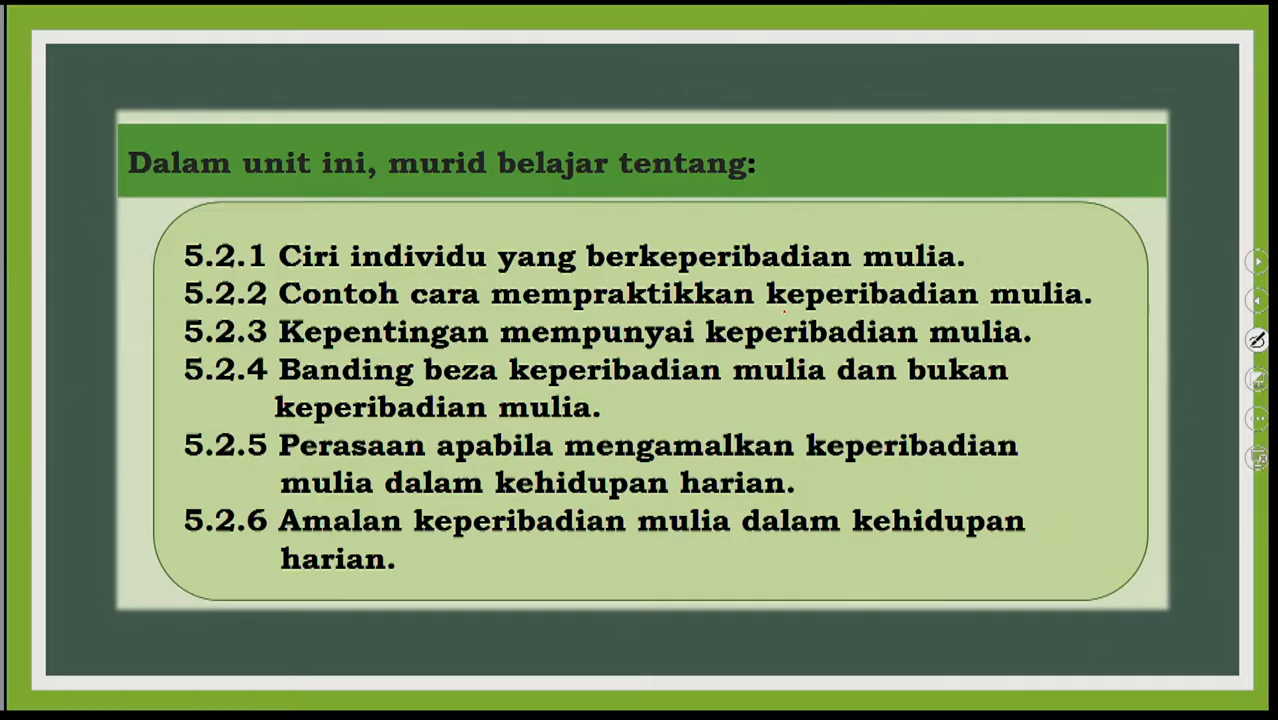 Dalam unit ini, murid belajar tentang:
5.2.1 Ciri individu yang berkeperibadian mulia.
5.2.2 Contoh cara mempraktikkan keperibadian mulia.
5.2.3 Kepentingan mempunyai keperibadian mulia.
5.2.4 Banding beza keperibadian mulia dan bukan
keperibadian mulia.
5.2.5 Perasaan apabila mengamalkan keperibadian
mulia dalam kehidupan harian.
5.2.6 Amalan keperibadian mulia dalam kehidupan
harian.